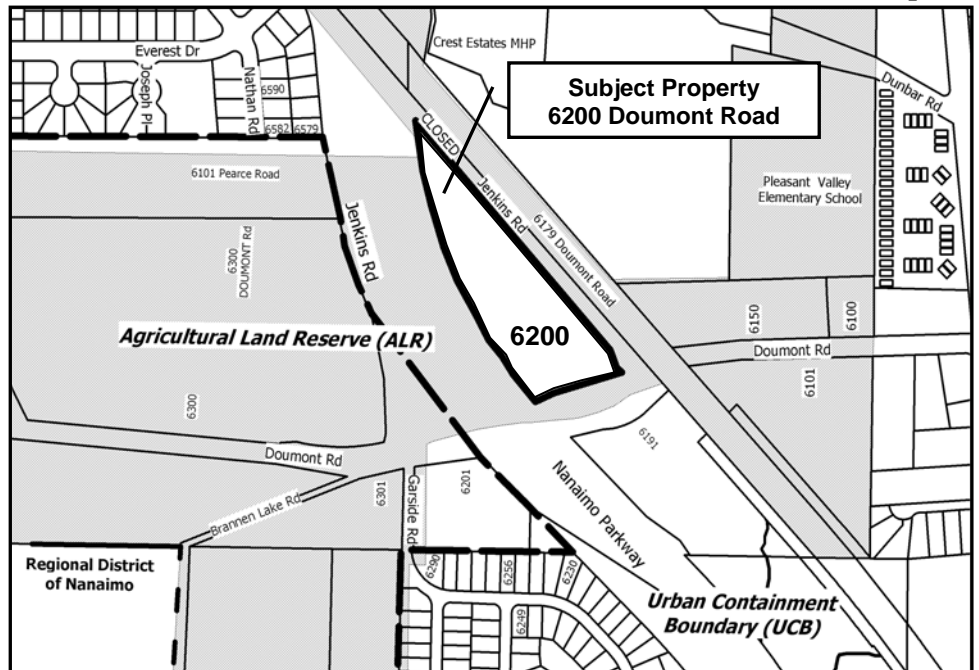 Everest Dr
Crest Estates MHP
Joseph Pl
Nathan Rd
6590
6582
6579
Subject Property
6200 Doumont Road
Dunbar Rd
CLOSED
6101 Pearce Road
Jenkins Rd
Jenkins Rd
6179 Doumont Road
Pleasant Valley
Elementary School
6300
DOUMONT Rd
Agricultural Land Reserve (ALR)
6200
6150
6100
Doumont Rd
6101
6300
6191
Doumont Rd
6301
6201
Garside Rd
Brannen Lake Rd
Nanaimo Parkway
Regional District
of Nanaimo
6290
6256
6230
6249
Urban Containment
Boundary (UCB)